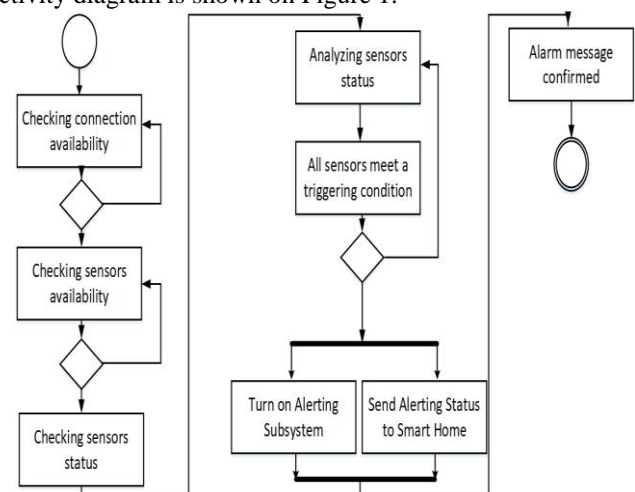 ctivity diagram is shown on Figure 1.
Checking connection
availability
Checking sensors
availability
Checking sensors
status
Analyzing sensors
status
All sensors meet a
triggering condition
Turn on Alerting
Subsystem
Send Alerting Status
to Smart Home
Alarm message
confirmed